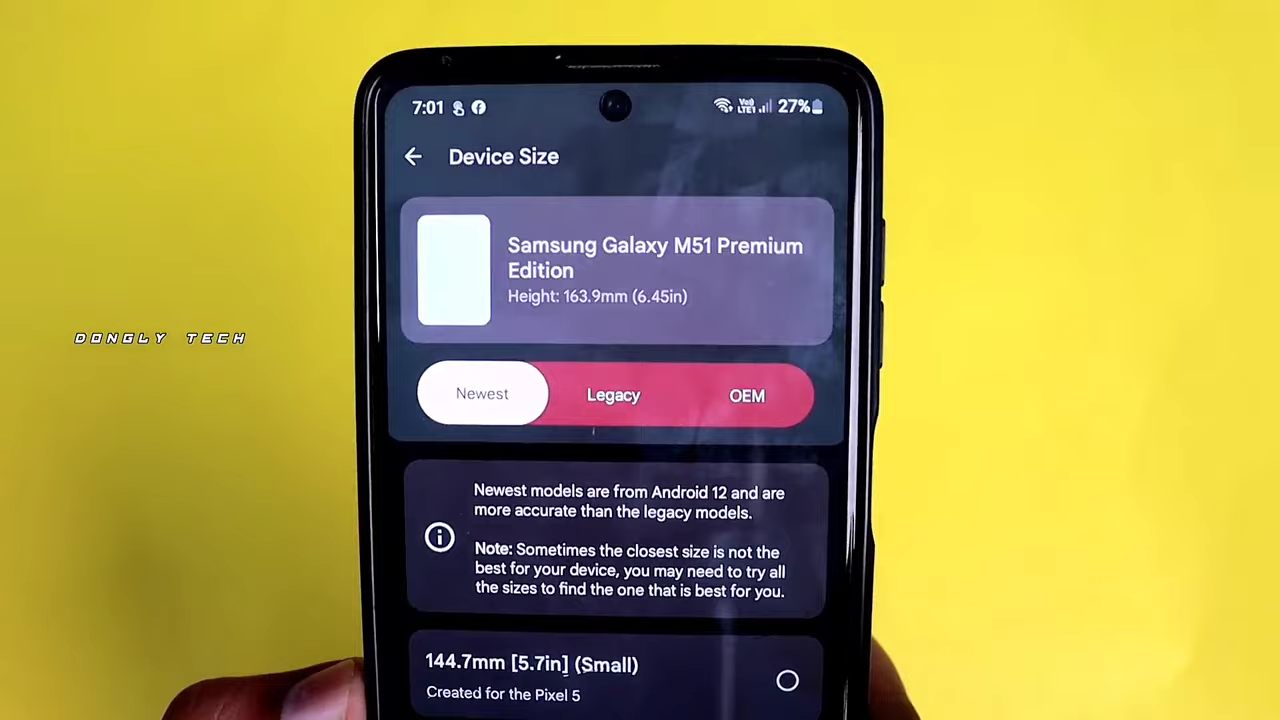 7:01
Vo)
LTE1
27%
Device Size
Samsung Galaxy M51 Premium
Edition
Height: 163.9mm (6.45in)
DONGLY TECH
Newest
Legacy
OEM
Newest models are from Android 12 and are
more accurate than the legacy models.
Note: Sometimes the closest size is not the
best for your device, you may need to try all
the sizes to find the one that is best for you.
144.7mm [5.7in] (Small)
Created for the Pixel 5